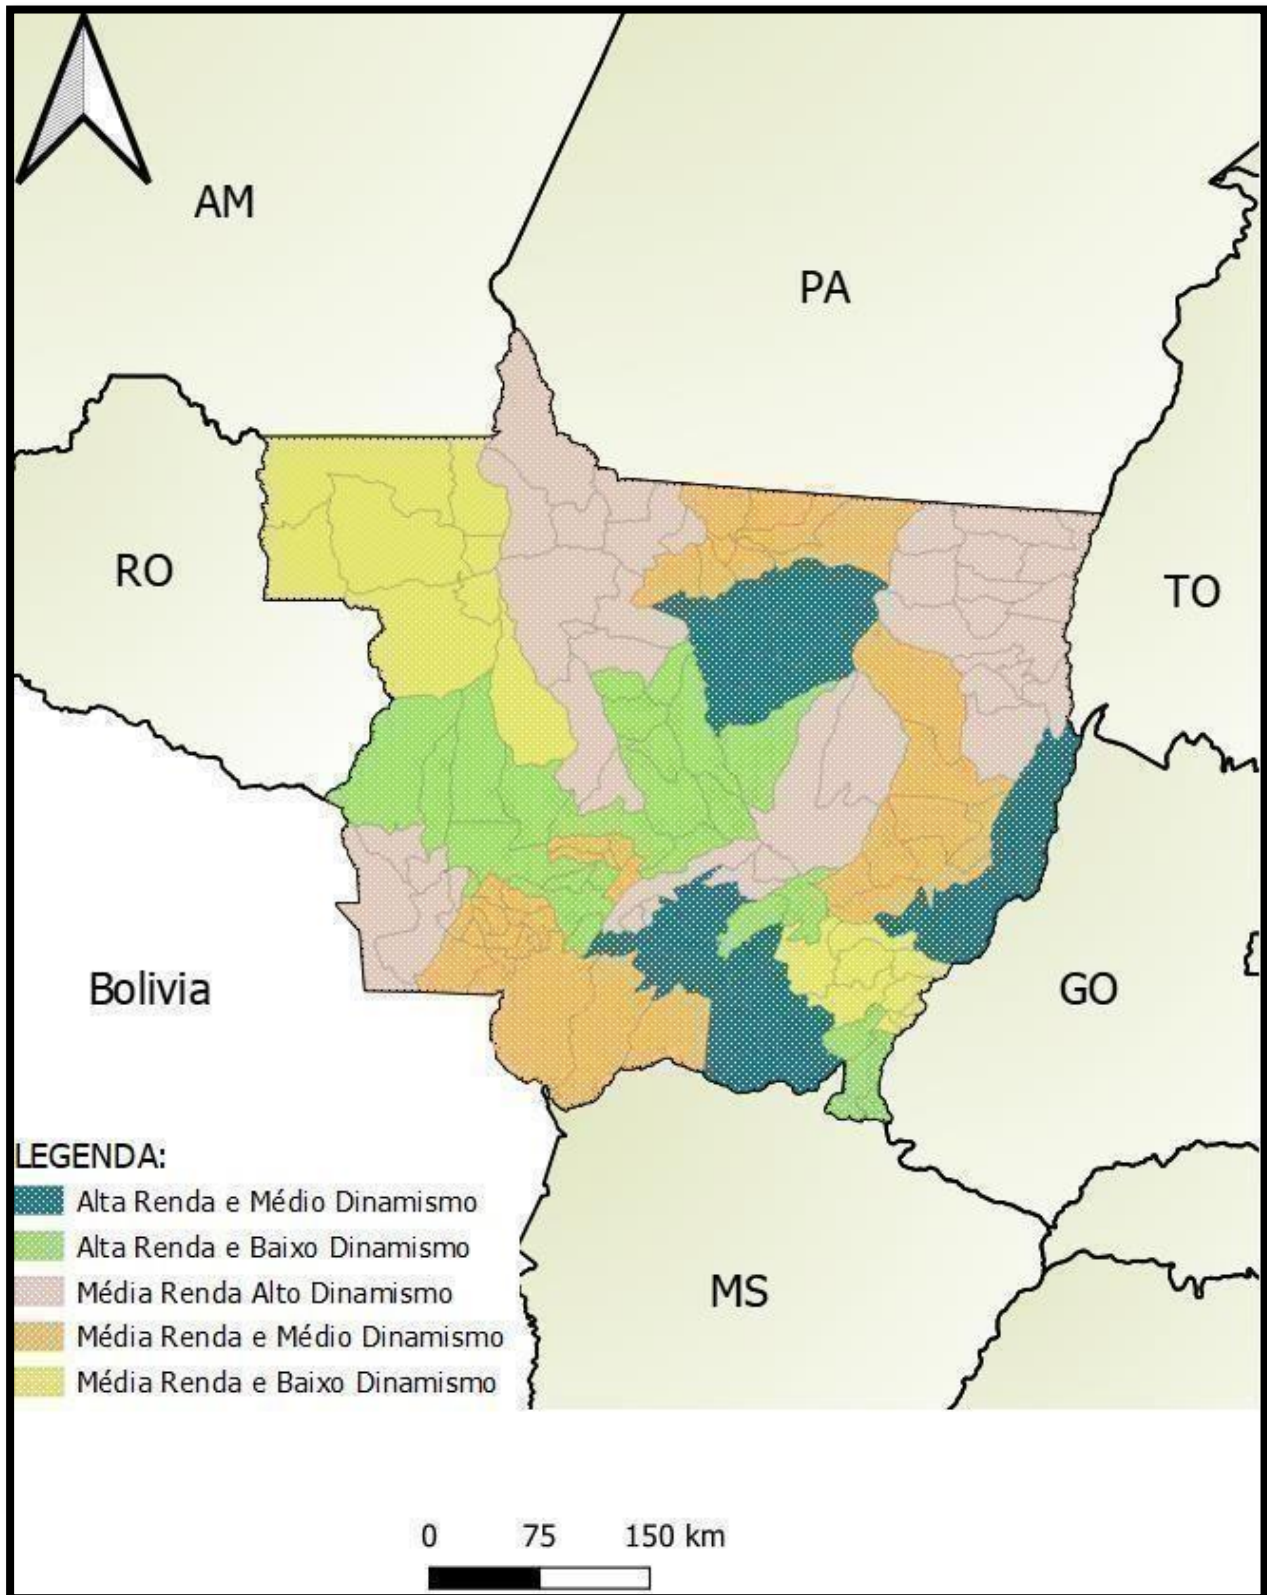 AM
PA
RO
TO
Bolivia
GO
LEGENDA:
Alta Renda e Médio Dinamismo
Alta Renda e Baixo Dinamismo
Média Renda Alto Dinamismo
Média Renda e Médio Dinamismo
Média Renda e Baixo Dinamismo
MS
0 75 150 km